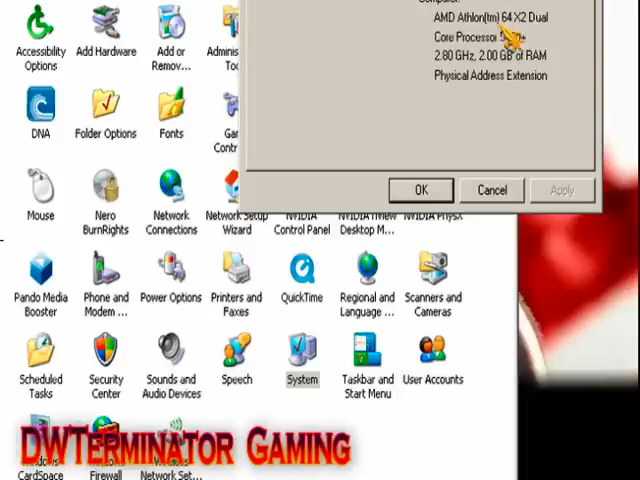 AMD Athlon(tm) 64 X2 Dual
Core Processor
2.80 GHz, 2.00 GB of RAM
Physical Address Extension
OK
Cancel
Apply
Accessibility
Options
Add Hardware
Add or
Remov...
DNA
Folder Options
Fonts
Mouse
Nero
BurnRights
Network
Connections
Network Setup
Wizard
NVIDIA
Control Panel
NVIDIA nView
Desktop M...
NVIDIA PhysX
Pando Media
Booster
Phone and
Modem ...
Power Options
Printers and
Faxes
QuickTime
Regional and
Language ...
Scanners and
Cameras
Scheduled
Tasks
Security
Center
Sounds and
Audio Devices
Speech
System
Taskbar and
Start Menu
User Accounts
CardSpace
Firewall
Network Set...
DWTerminator Gaming